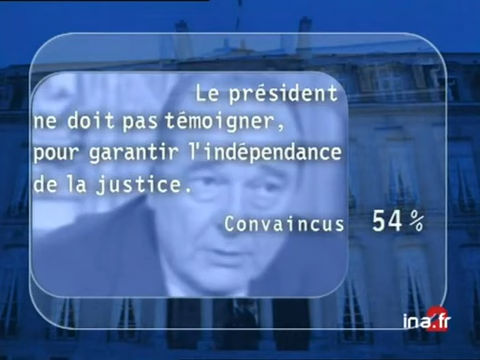 Le président
ne doit pas témoigner,
pour garantir l'indépendance
de la justice.
Convaincus 54 %
ina.fr